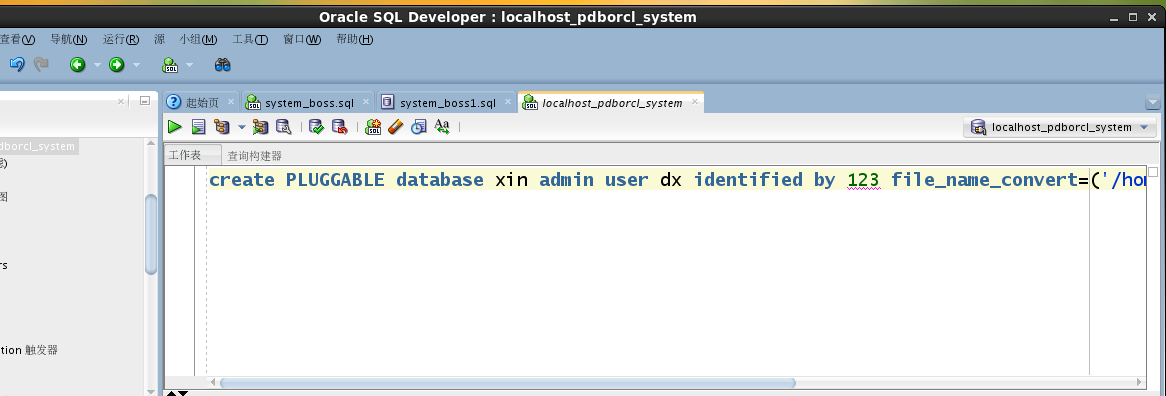 Oracle SQL Developer : localhost_pdborcl_system
查看(V) 导航(N) 运行(R) 源 小组(M) 工具(T) 窗口(W) 帮助(H)
起始页 system_boss.sql system_boss1.sql localhost_pdborcl_system
localhost_pdborcl_system
dborcl_system
工作表 查询构建器
create PLUGGABLE database xin admin user dx identified by 123 file_name_convert=('/ho
图
rs
tion 触发器